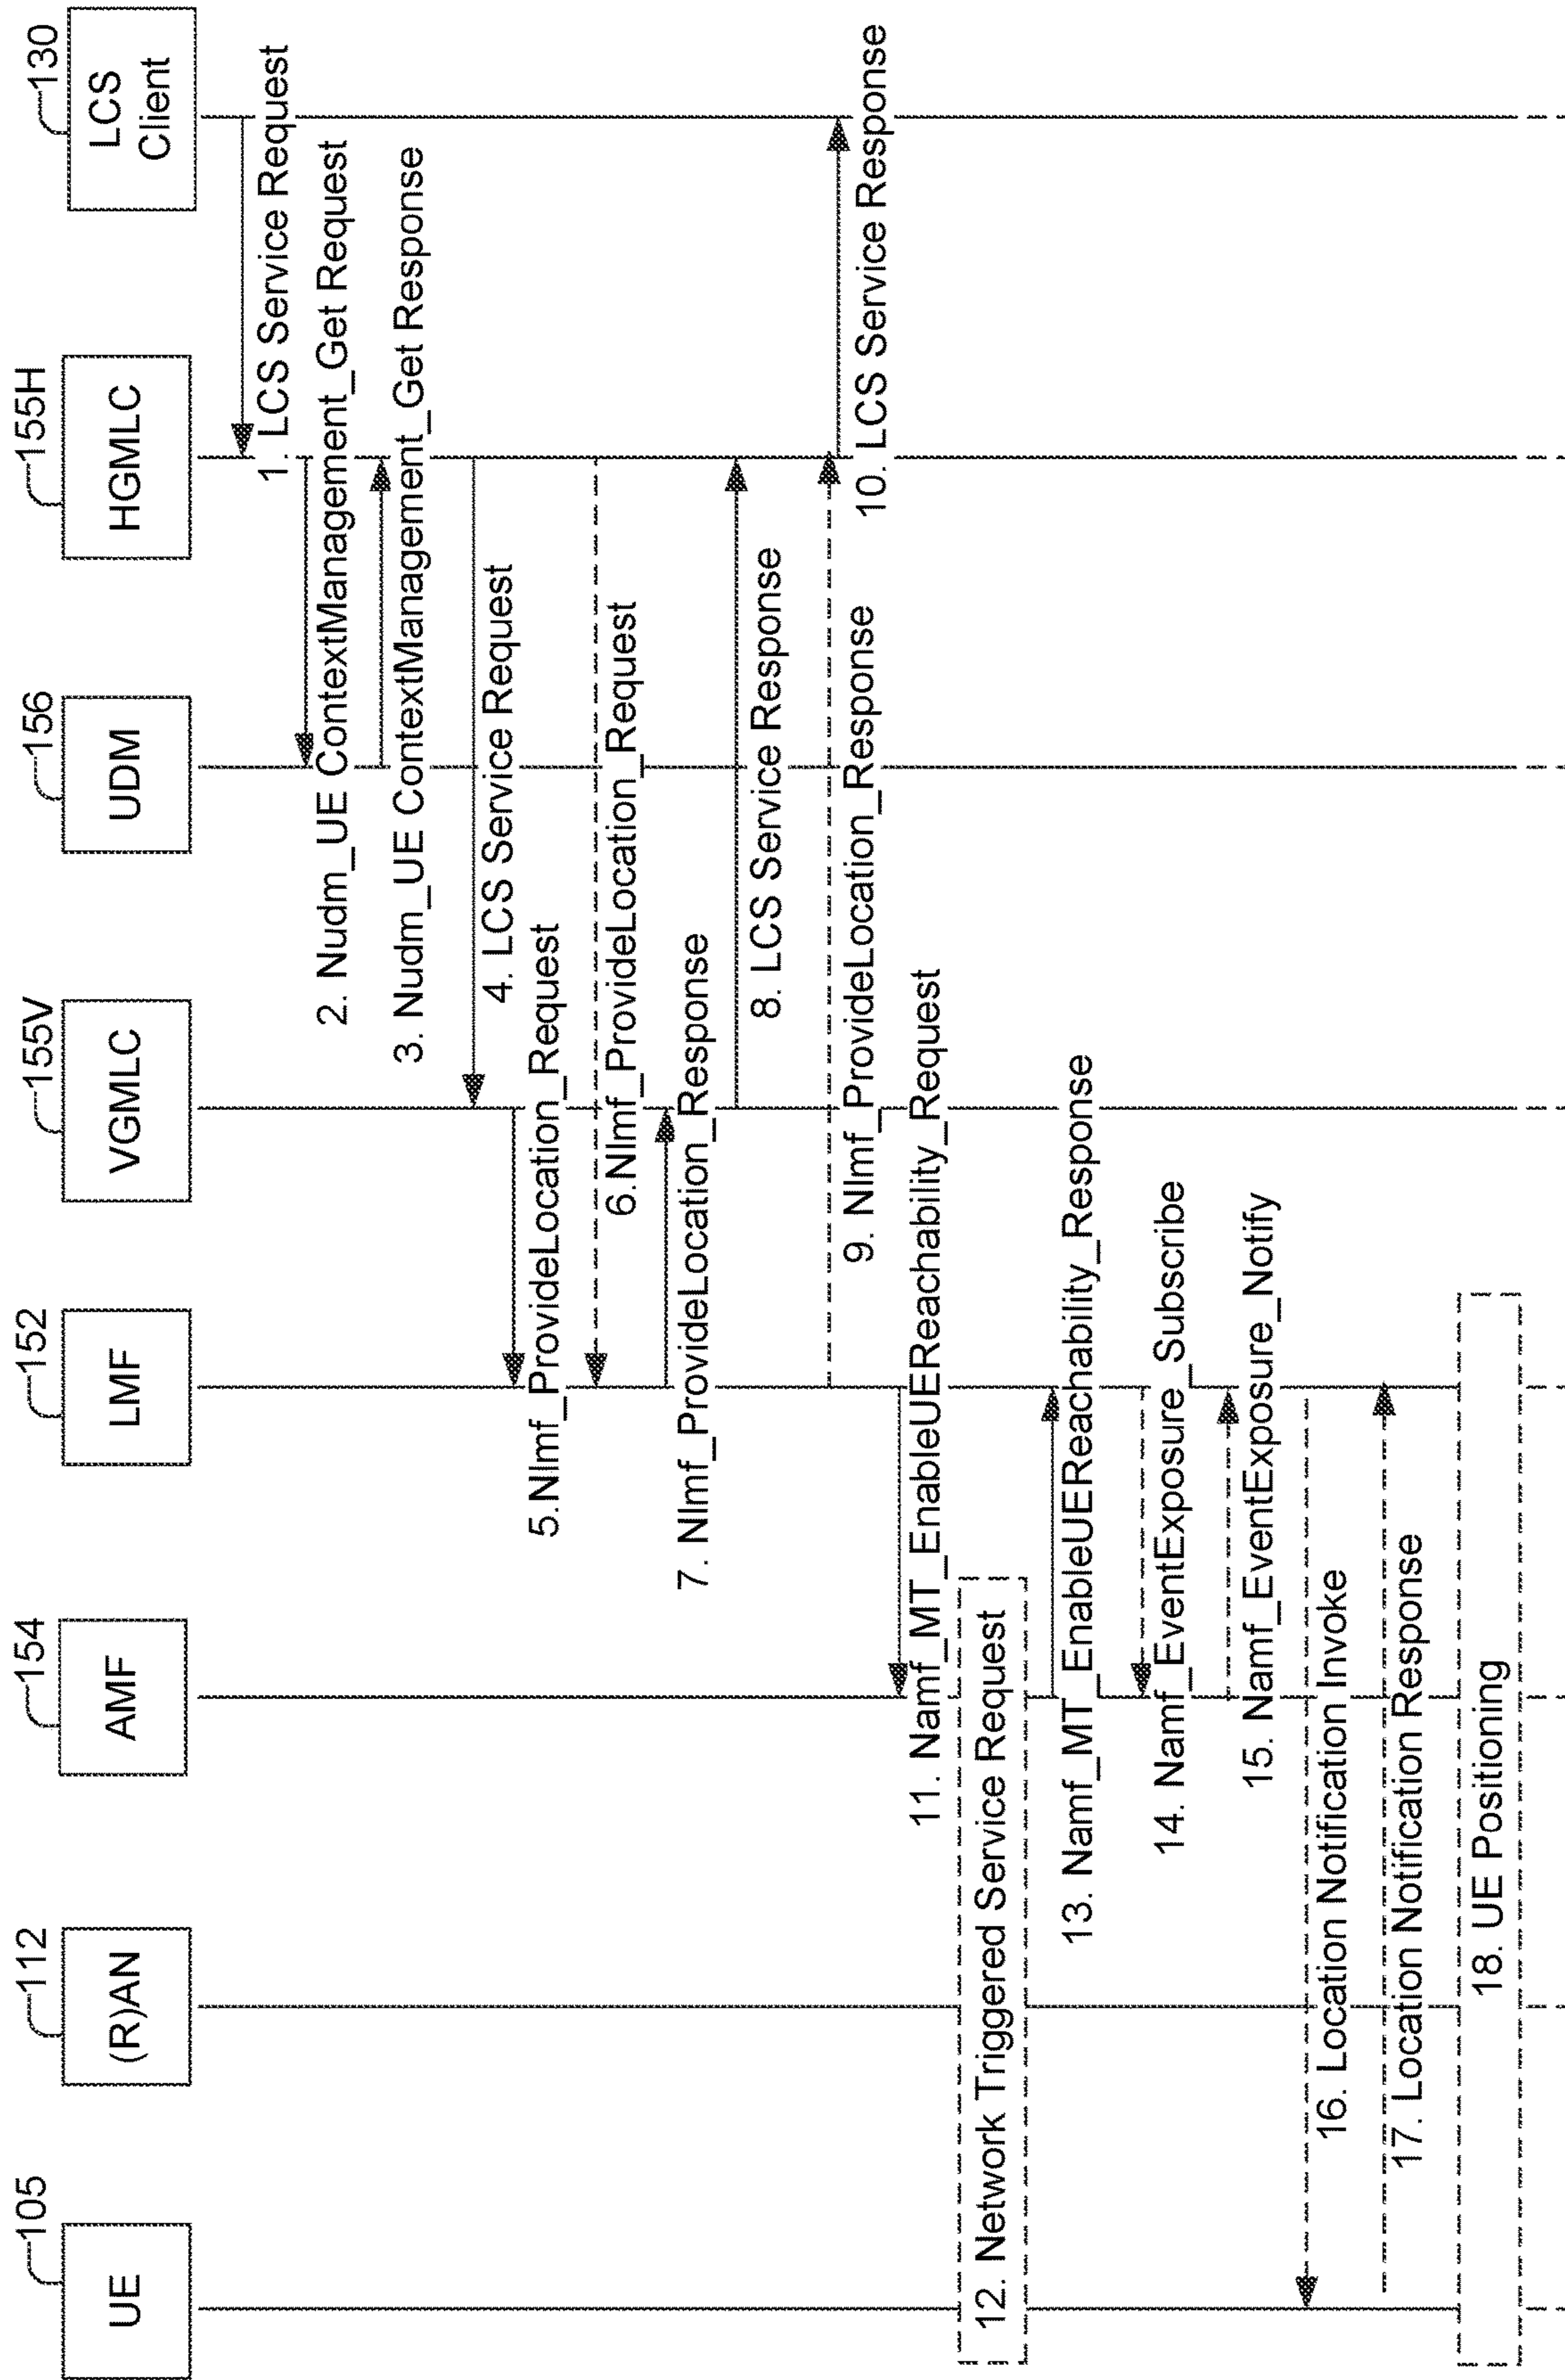 105
112
154
152
155V
156
155H
130
UE
(R)AN
AMF
LMF
VGMLC
UDM
HGMLC
LCS
Client
1. LCS Service Request
2. Nudm_UE ContextManagement_Get Request
3. Nudm_UE ContextManagement_Get Response
4. LCS Service Request
5.Nlmf_ProvideLocation_Request
6.Nlmf_ProvideLocation_Request
7. Nlmf_ProvideLocation_Response
8. LCS Service Response
9. Nlmf_ProvideLocation_Response
10. LCS Service Response
11. Namf_MT_EnableUEReachability_Request
12. Network Triggered Service Request
13. Namf_MT_EnableUEReachability_Response
14. Namf_EventExposure_Subscribe
15. Namf_EventExposure_Notify
16. Location Notification Invoke
17. Location Notification Response
18. UE Positioning